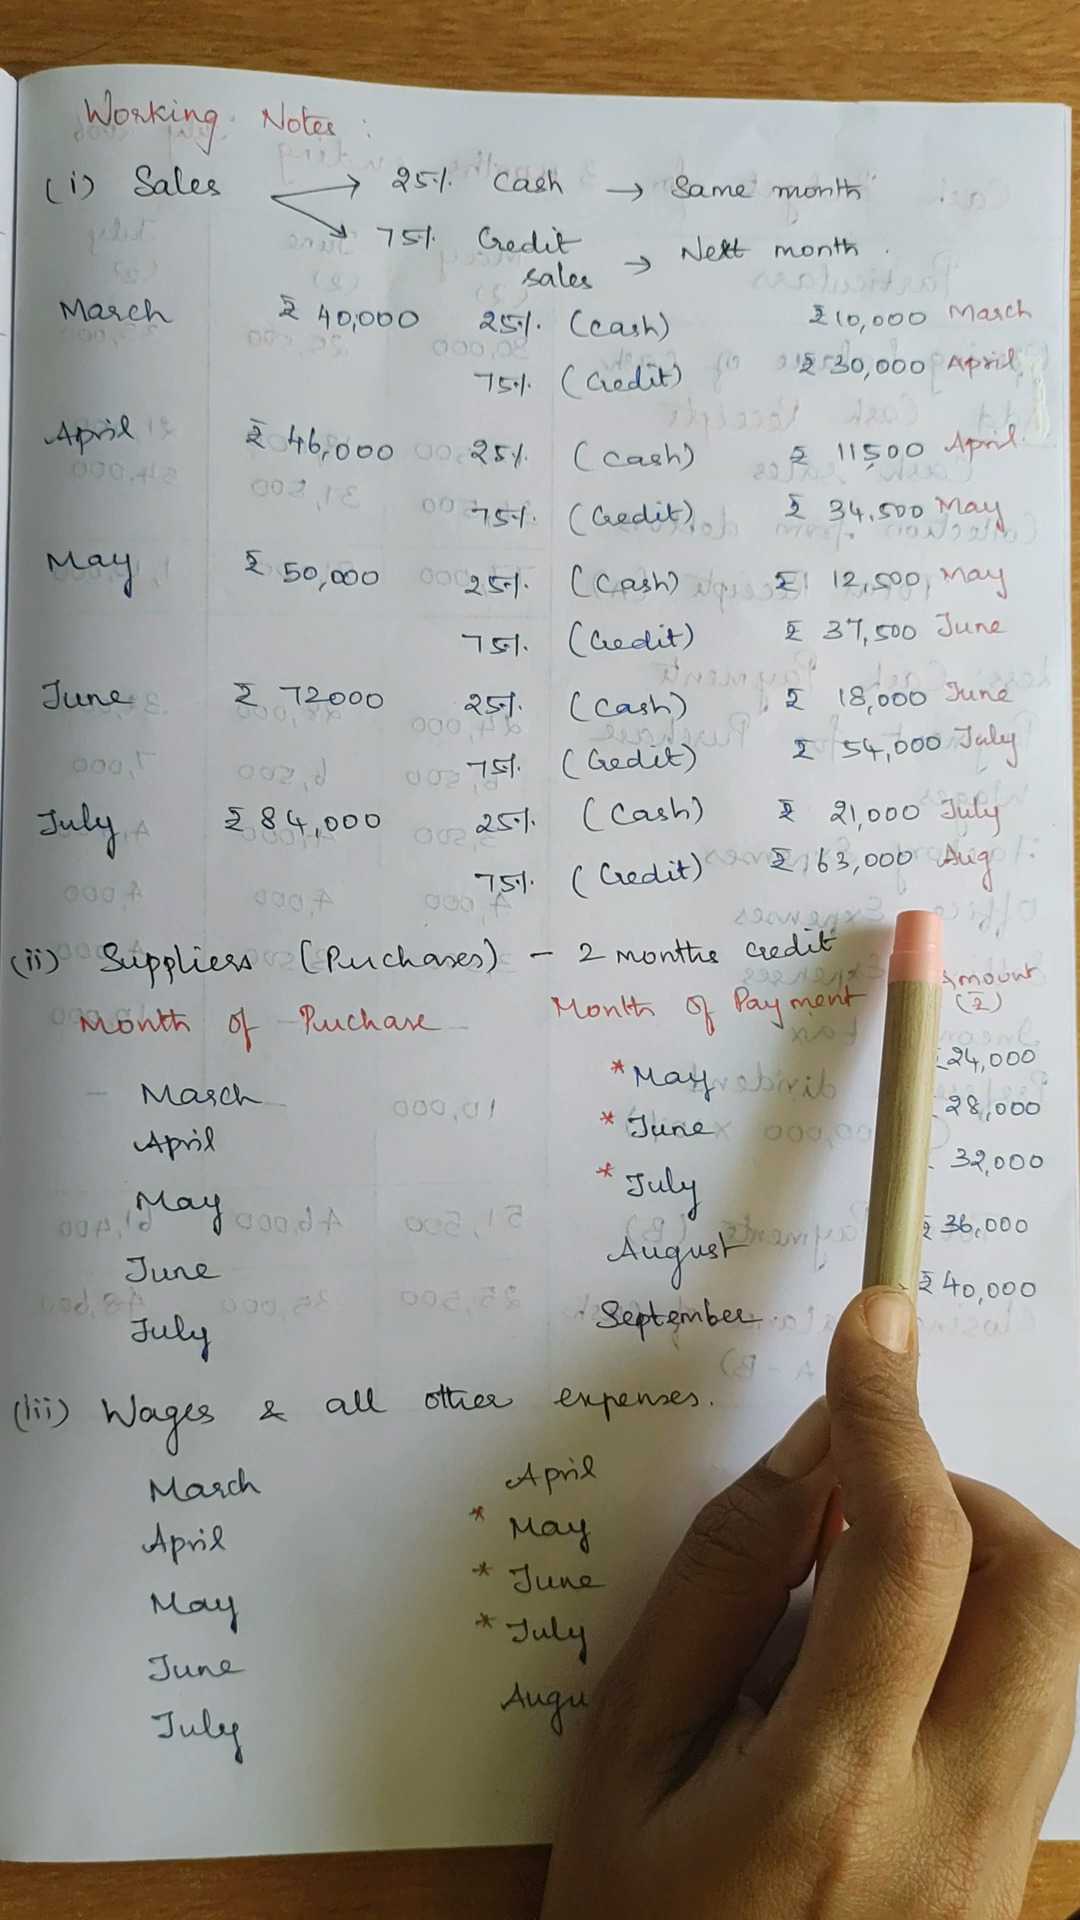 Working Notes :
(i) Sales → 25% Cash → Same month
→ 75% Credit sales → Next month.
March ₹ 40,000 25% (cash) ₹10,000 March
75% (Credit) ₹ 30,000 April
April ₹ 46,000 25% (cash) ₹ 11,500 April
75% (Credit) ₹ 34,500 May
May ₹ 50,000 25% (Cash) ₹ 12,500 May
75% (Credit) ₹ 37,500 June
June ₹ 72000 25% (Cash) ₹ 18,000 June
75% (Credit) ₹ 54,000 July
July ₹ 84,000 25% (Cash) ₹ 21,000 July
75% (Credit) ₹ 63,000 Aug
(ii) Suppliers (Purchases) - 2 months credit
Month of Purchase Month of Payment Amount (₹)
March *May ₹24,000
April *June 28,000
May *July 32,000
June August ₹ 36,000
July September ₹ 40,000
(iii) Wages & all other expenses.
March April
April * May
May * June
June * July
July Augu